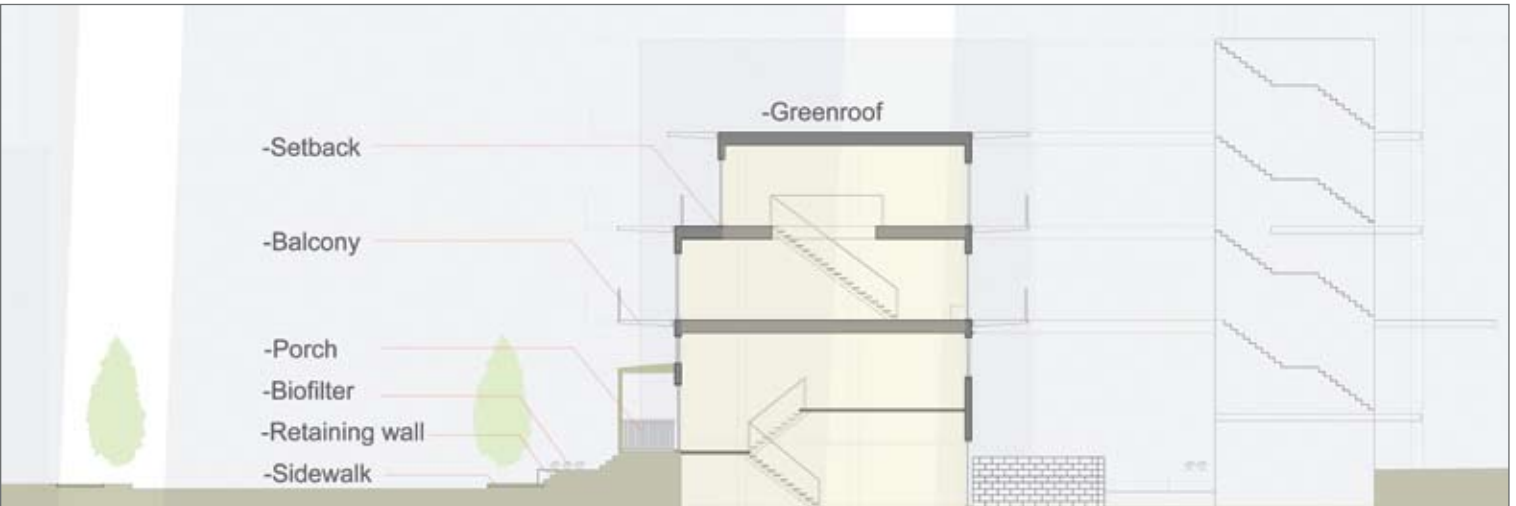 -Greenroof
-Setback
-Balcony
-Porch
-Biofilter
-Retaining wall
-Sidewalk